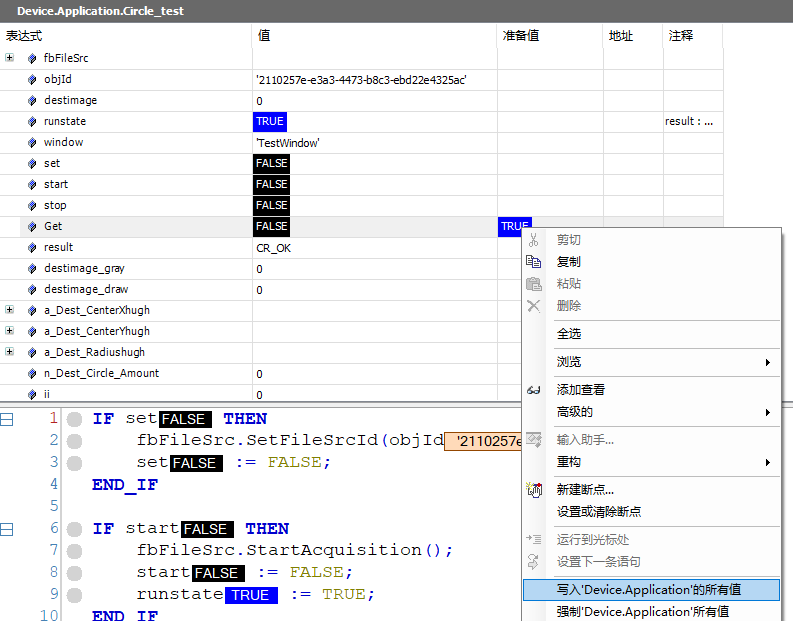 Device.Application.Circle_test
表达式 值 准备值 地址 注释
fbFileSrc
objId '2110257e-e3a3-4473-b8c3-ebd22e4325ac'
destimage 0
runstate TRUE result : ...
window 'TestWindow'
set FALSE
start FALSE
stop FALSE
Get FALSE TRUE
result CR_OK
destimage_gray 0
destimage_draw 0
a_Dest_CenterXhugh
a_Dest_CenterYhugh
a_Dest_Radiushugh
n_Dest_Circle_Amount 0
ii 0
1 IF set FALSE THEN
2 fbFileSrc.SetFileSrcId(objId '2110257e
3 set FALSE := FALSE;
4 END_IF
5
6 IF start FALSE THEN
7 fbFileSrc.StartAcquisition();
8 start FALSE := FALSE;
9 runstate TRUE := TRUE;
10 END_IF
剪切
复制
粘贴
删除
全选
浏览
添加查看
高级的
输入助手...
重构
新建断点...
设置或清除断点
运行到光标处
设置下一条语句
写入'Device.Application'的所有值
强制'Device.Application'所有值